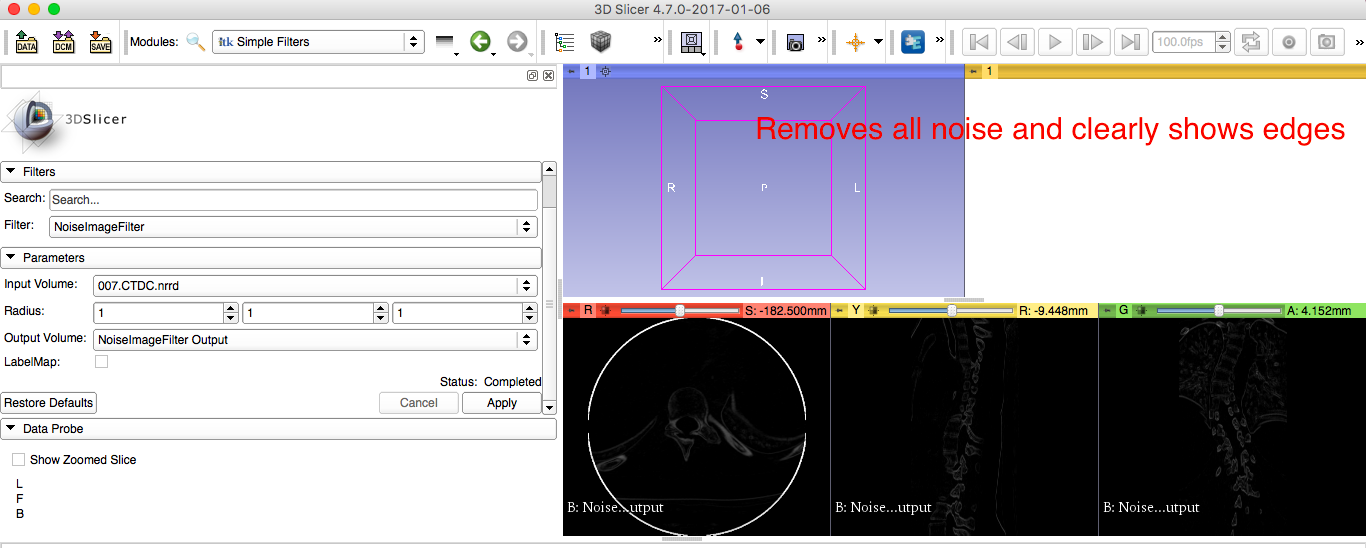 3D Slicer 4.7.0-2017-01-06
DATA DCM SAVE Modules: itk Simple Filters » » » » 100.0fps »
1 1
3DSlicer
S
Removes all noise and clearly shows edges
R P L
I
Filters
Search: Search...
Filter: NoiseImageFilter
Parameters
Input Volume: 007.CTDC.nrrd
Radius: 1 1 1
Output Volume: NoiseImageFilter Output
LabelMap:
Status: Completed
Restore Defaults Cancel Apply
Data Probe
Show Zoomed Slice
L
F
B
R S: -182.500mm Y R: -9.448mm G A: 4.152mm
B: Noise...utput B: Noise...utput B: Noise...utput